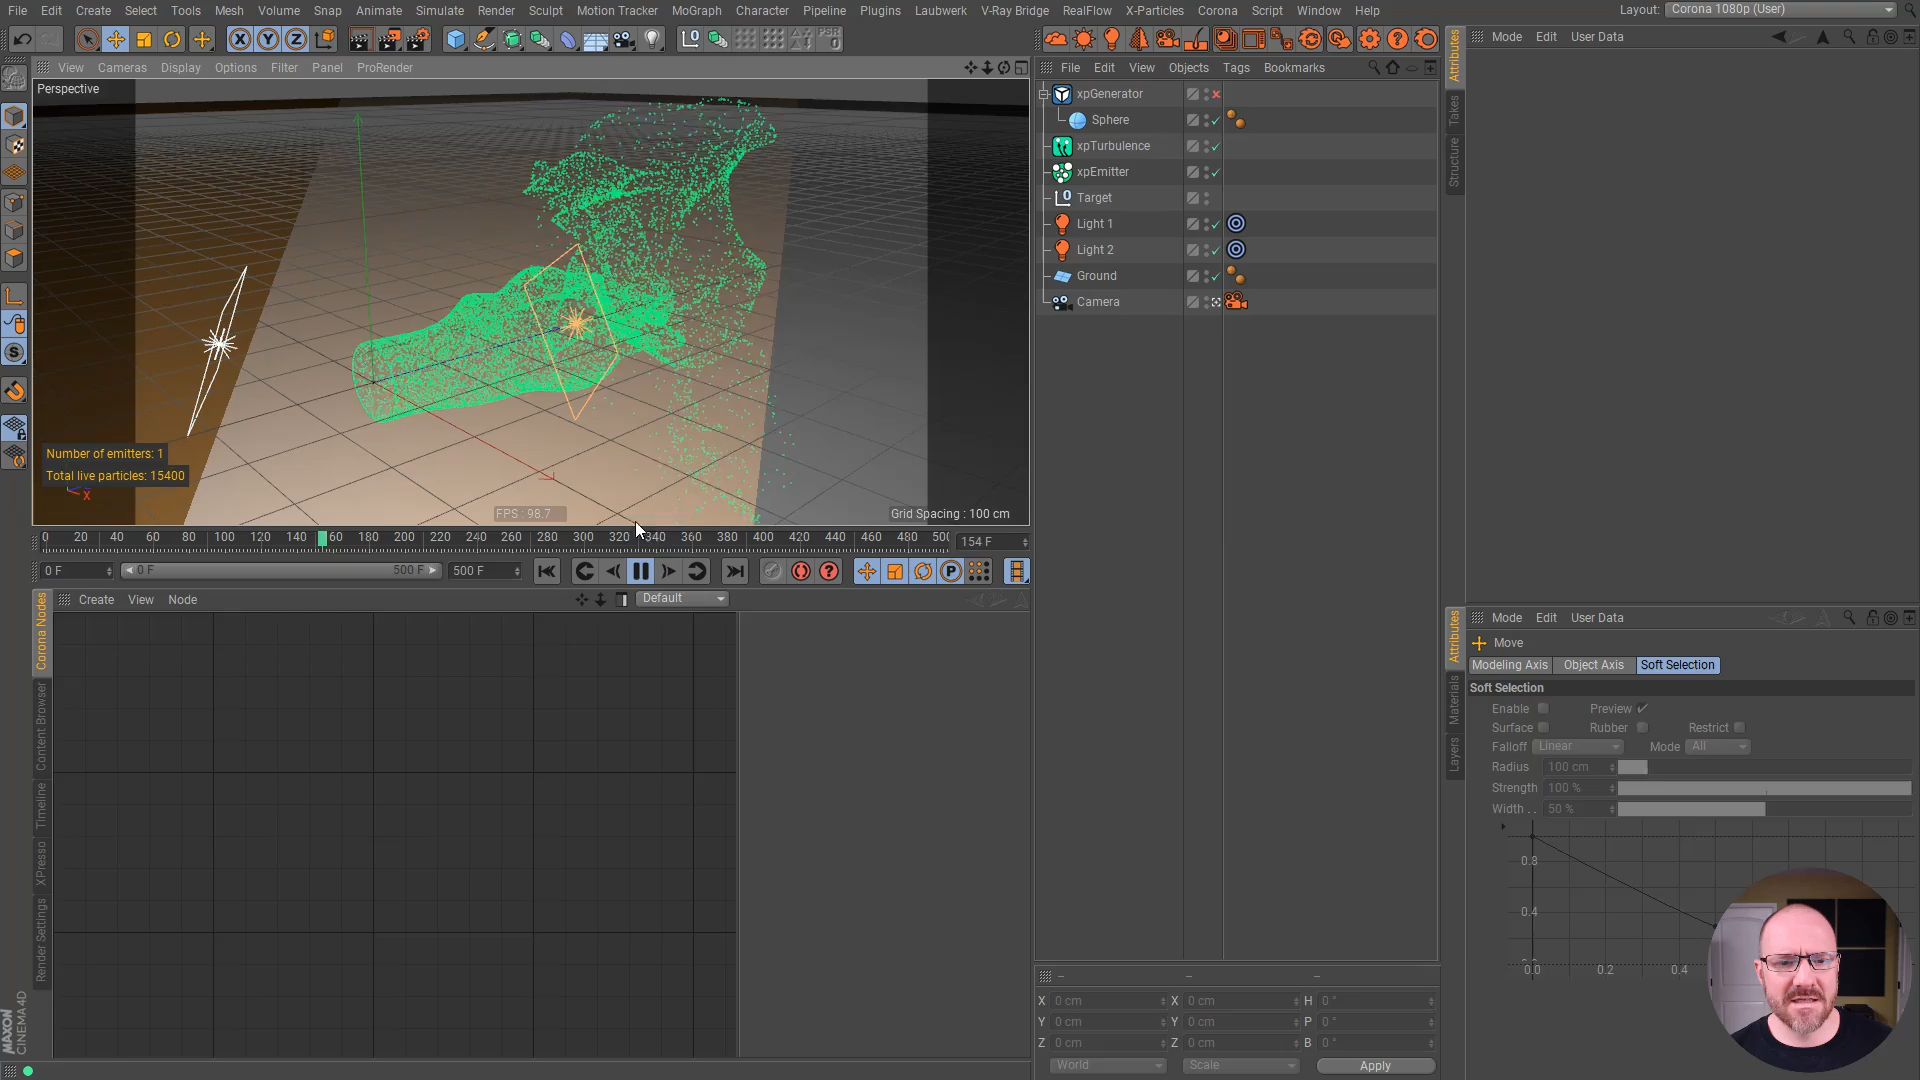 File Edit Create Select Tools Mesh Volume Snap Animate Simulate Render Sculpt Motion Tracker MoGraph Character Pipeline Plugins Laubwerk V-Ray Bridge RealFlow X-Particles Corona Script Window Help Layout: Corona 1080p (User)
X Y Z PSR 0
View Cameras Display Options Filter Panel ProRender
File Edit View Objects Tags Bookmarks
Mode Edit User Data
Attributes
Takes
Structure
Perspective
xpGenerator
Sphere
xpTurbulence
xpEmitter
Target
Light 1
Light 2
Ground
Camera
Number of emitters: 1
Total live particles: 15400
X
FPS : 98.7
Grid Spacing : 100 cm
0 20 40 60 80 100 120 140 60 180 200 220 240 260 280 300 320 340 360 380 400 420 440 460 480 500
154 F
0 F 0 F 500 F 500 F
Create View Node Default
Corona Nodes
Content Browser
Timeline
XPresso
Render Settings
MAXON
CINEMA 4D
Mode Edit User Data
Attributes
Materials
Layers
Move
Modeling Axis Object Axis Soft Selection
Soft Selection
Enable Preview
Surface Rubber Restrict
Falloff Linear Mode All
Radius 100 cm
Strength 100 %
Width . . 50 %
0.8
0.4
0.0 0.2 0.4
X 0 cm X 0 cm H 0 °
Y 0 cm Y 0 cm P 0 °
Z 0 cm Z 0 cm B 0 °
World Scale Apply